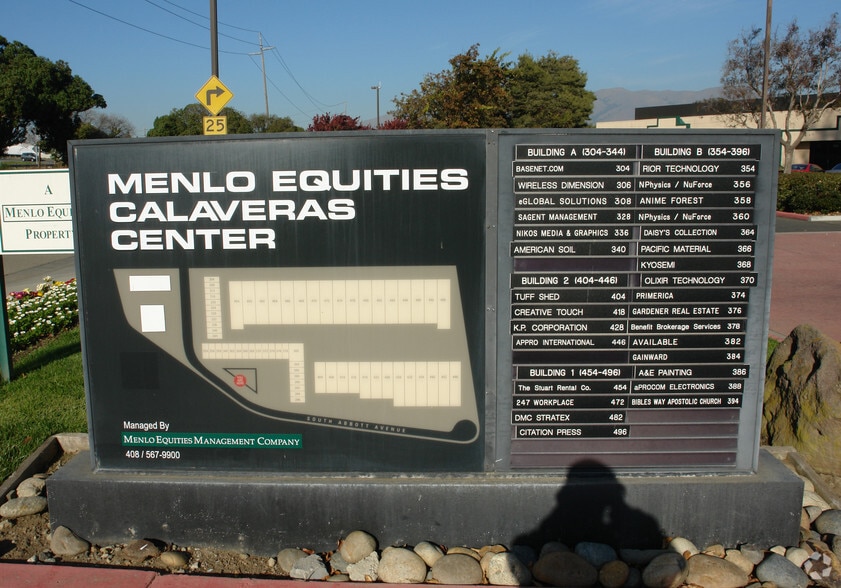 25
A
MENLO EQU
PROPERT
MENLO EQUITIES
CALAVERAS
CENTER
SOUTH ABBOTT AVENUE
Managed By
MENLO EQUITIES MANAGEMENT COMPANY
408 / 567-9900
BUILDING A (304-344)
BASENET.COM 304
WIRELESS DIMENSION 306
eGLOBAL SOLUTIONS 308
SAGENT MANAGEMENT 328
NIKOS MEDIA & GRAPHICS 336
AMERICAN SOIL 340
BUILDING 2 (404-446)
TUFF SHED 404
CREATIVE TOUCH 418
K.P. CORPORATION 428
APPRO INTERNATIONAL 446
BUILDING 1 (454-496)
The Stuart Rental Co. 454
247 WORKPLACE 472
DMC STRATEX 482
CITATION PRESS 496
BUILDING B (354-396)
RIOR TECHNOLOGY 354
NPhysics / NuForce 356
ANIME FOREST 358
NPhysics / NuForce 360
DAISY'S COLLECTION 364
PACIFIC MATERIAL 366
KYOSEMI 368
OLIXIR TECHNOLOGY 370
PRIMERICA 374
GARDENER REAL ESTATE 376
Benefit Brokerage Services 378
AVAILABLE 382
GAINWARD 384
A&E PAINTING 386
aPROCOM ELECTRONICS 388
BIBLES WAY APOSTOLIC CHURCH 394